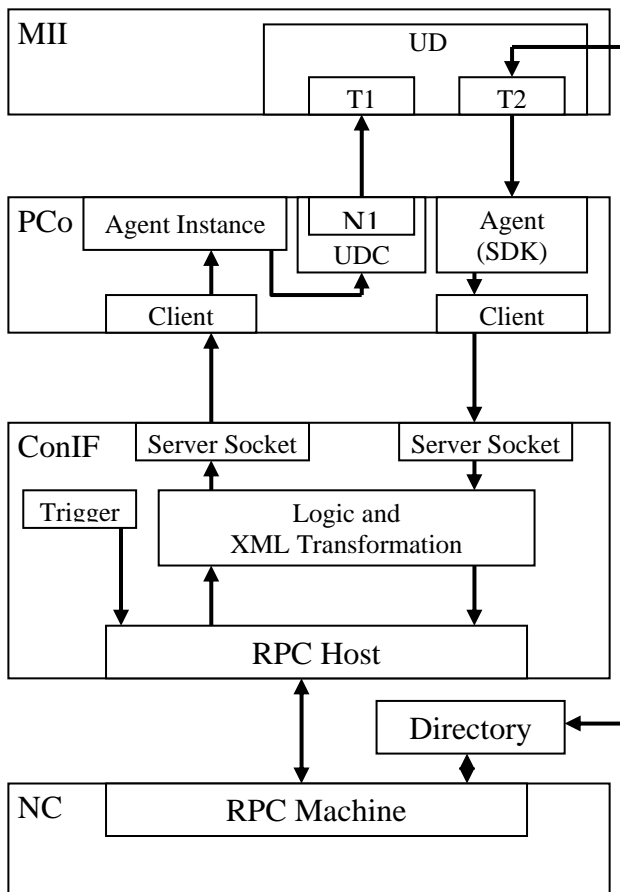 MII
UD
T1
T2
PCo
Agent Instance
N1
UDC
Agent
(SDK)
Client
Client
ConIF
Server Socket
Server Socket
Trigger
Logic and
XML Transformation
RPC Host
Directory
NC
RPC Machine